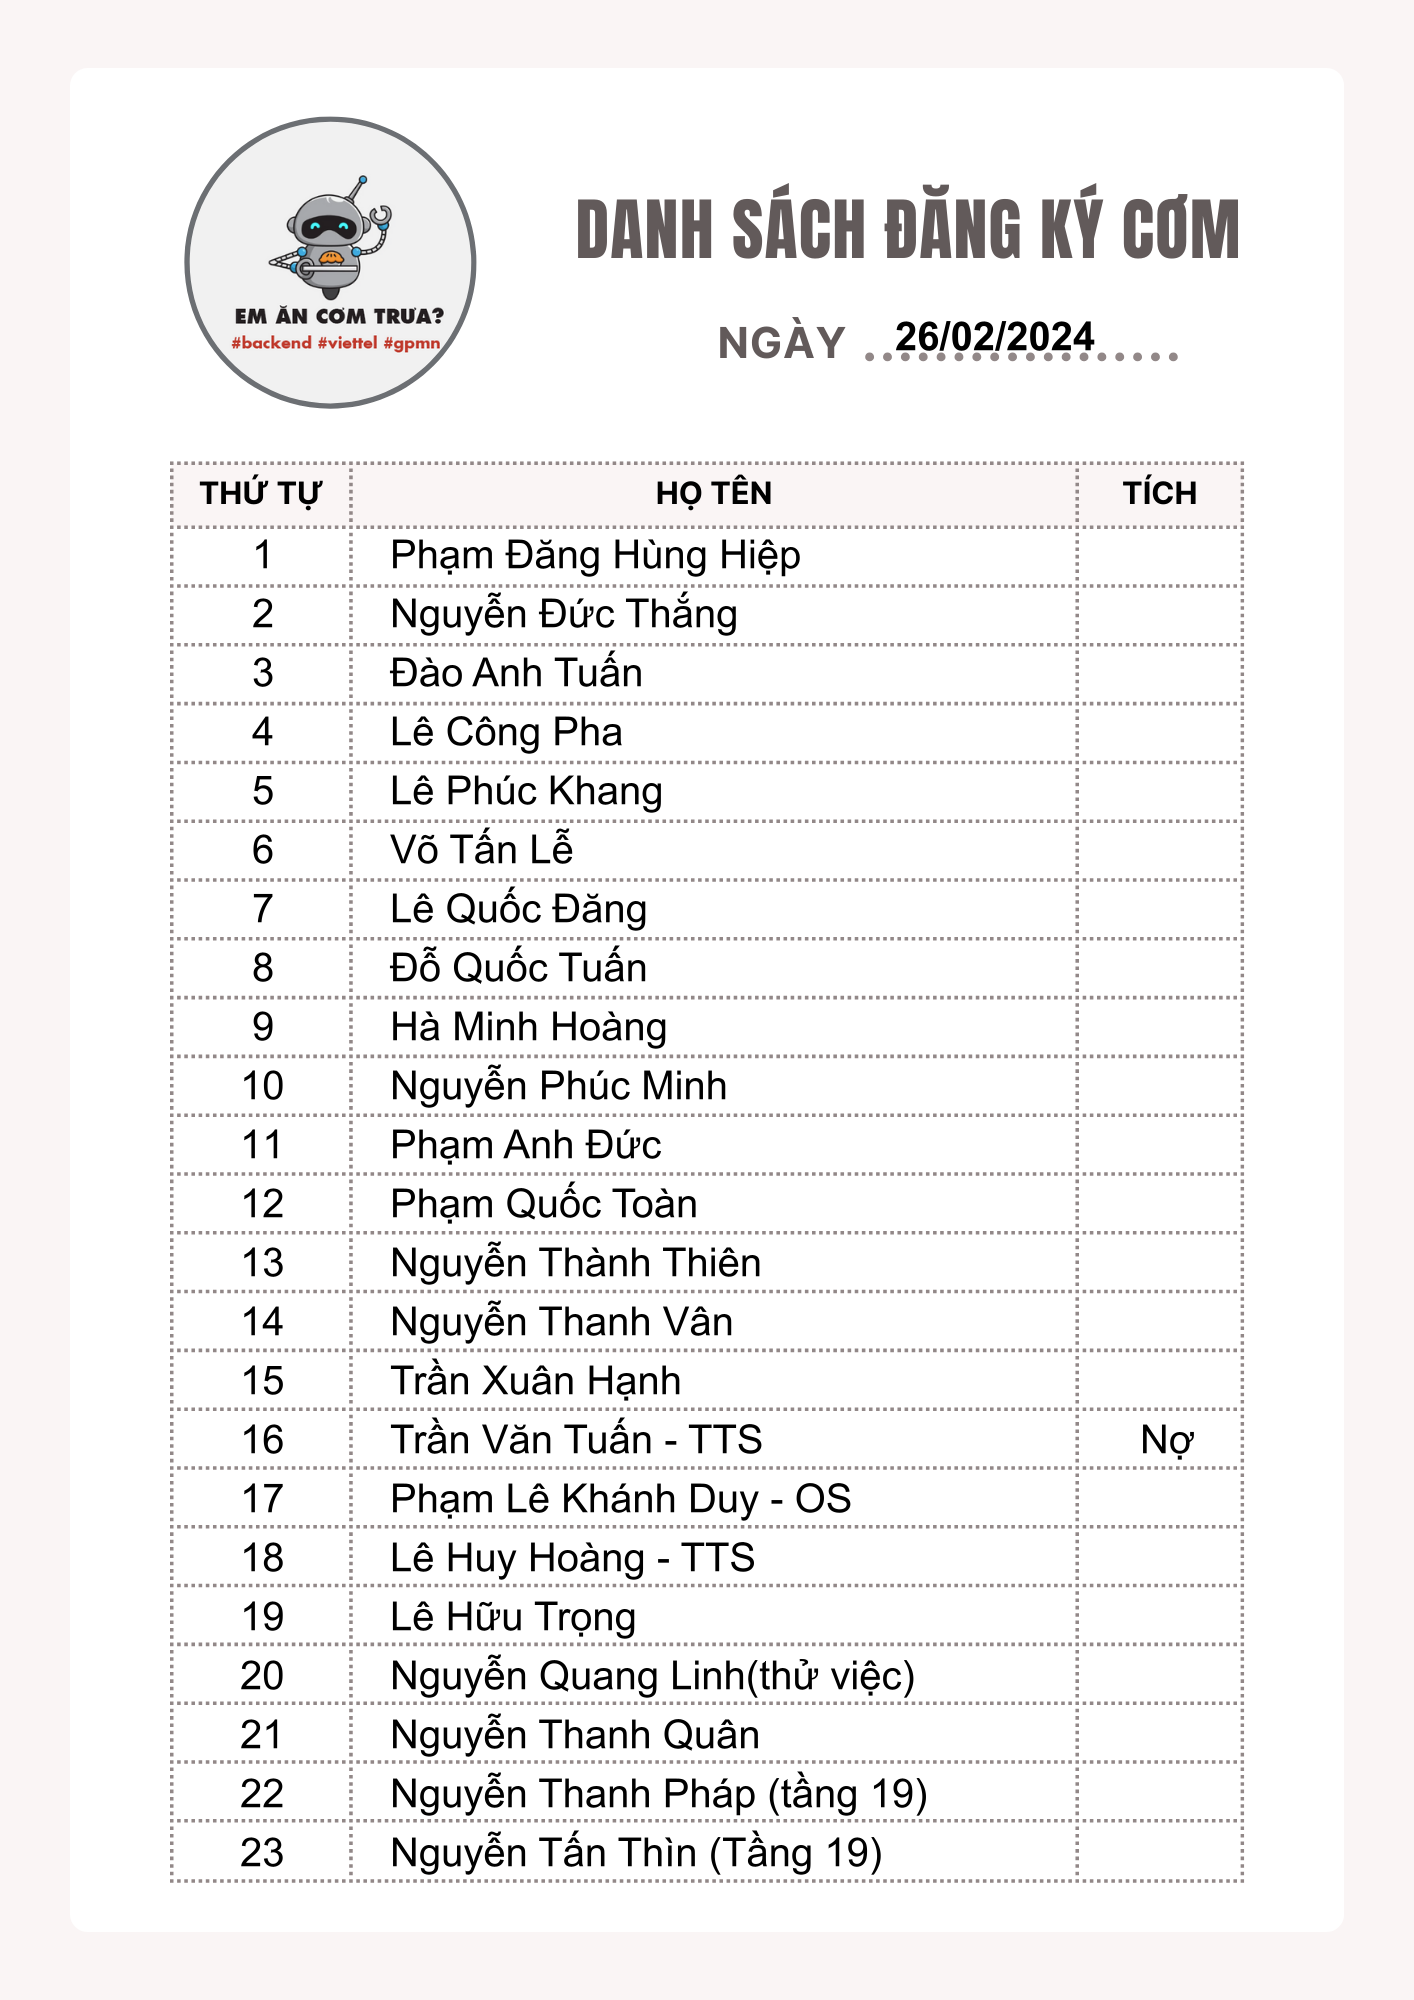 EM ĂN CƠM TRƯA?
#backend #viettel #gpmn
DANH SÁCH ĐĂNG KÝ CƠM
NGÀY 26/02/2024
THỨ TỰ HỌ TÊN TÍCH
1 Phạm Đăng Hùng Hiệp
2 Nguyễn Đức Thắng
3 Đào Anh Tuấn
4 Lê Công Pha
5 Lê Phúc Khang
6 Võ Tấn Lễ
7 Lê Quốc Đăng
8 Đỗ Quốc Tuấn
9 Hà Minh Hoàng
10 Nguyễn Phúc Minh
11 Phạm Anh Đức
12 Phạm Quốc Toàn
13 Nguyễn Thành Thiên
14 Nguyễn Thanh Vân
15 Trần Xuân Hạnh
16 Trần Văn Tuấn - TTS Nợ
17 Phạm Lê Khánh Duy - OS
18 Lê Huy Hoàng - TTS
19 Lê Hữu Trọng
20 Nguyễn Quang Linh(thử việc)
21 Nguyễn Thanh Quân
22 Nguyễn Thanh Pháp (tầng 19)
23 Nguyễn Tấn Thìn (Tầng 19)